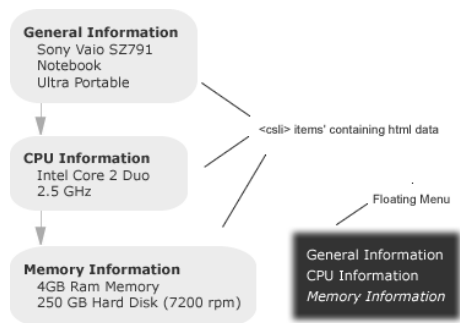 General Information
Sony Vaio SZ791
Notebook
Ultra Portable
<csli> items' containing html data
CPU Information
Intel Core 2 Duo
2.5 GHz
Floating Menu
General Information
CPU Information
Memory Information
Memory Information
4GB Ram Memory
250 GB Hard Disk (7200 rpm)